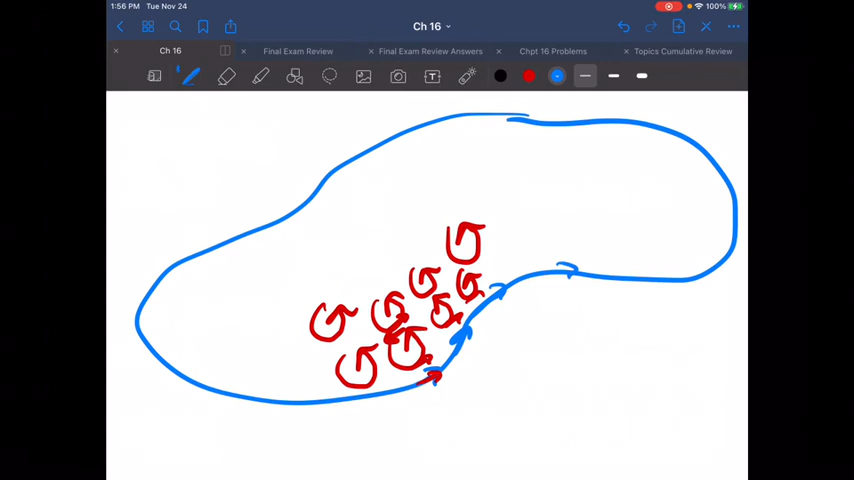 1:56 PM Tue Nov 24
100%
Ch 16
Ch 16
Final Exam Review
Final Exam Review Answers
Chpt 16 Problems
Topics Cumulative Review
T